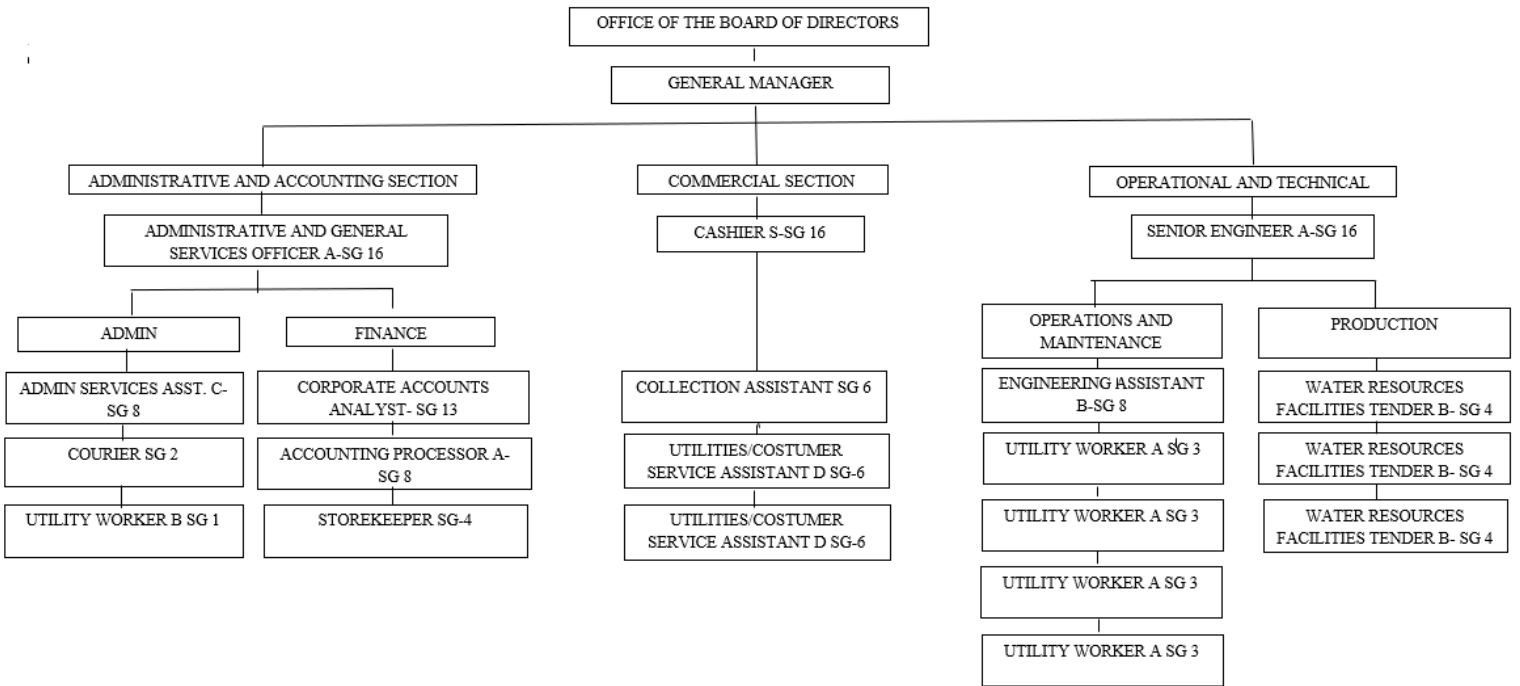 OFFICE OF THE BOARD OF DIRECTORS
GENERAL MANAGER
ADMINISTRATIVE AND ACCOUNTING SECTION
ADMINISTRATIVE AND GENERAL
SERVICES OFFICER A-SG 16
ADMIN
ADMIN SERVICES ASST. C-
SG 8
COURIER SG 2
UTILITY WORKER B SG 1
FINANCE
CORPORATE ACCOUNTS
ANALYST- SG 13
ACCOUNTING PROCESSOR A-
SG 8
STOREKEEPER SG-4
COMMERCIAL SECTION
CASHIER S-SG 16
COLLECTION ASSISTANT SG 6
UTILITIES/COSTUMER
SERVICE ASSISTANT D SG-6
UTILITIES/COSTUMER
SERVICE ASSISTANT D SG-6
OPERATIONAL AND TECHNICAL
SENIOR ENGINEER A-SG 16
OPERATIONS AND
MAINTENANCE
ENGINEERING ASSISTANT
B-SG 8
UTILITY WORKER A SG 3
UTILITY WORKER A SG 3
UTILITY WORKER A SG 3
UTILITY WORKER A SG 3
PRODUCTION
WATER RESOURCES
FACILITIES TENDER B- SG 4
WATER RESOURCES
FACILITIES TENDER B- SG 4
WATER RESOURCES
FACILITIES TENDER B- SG 4